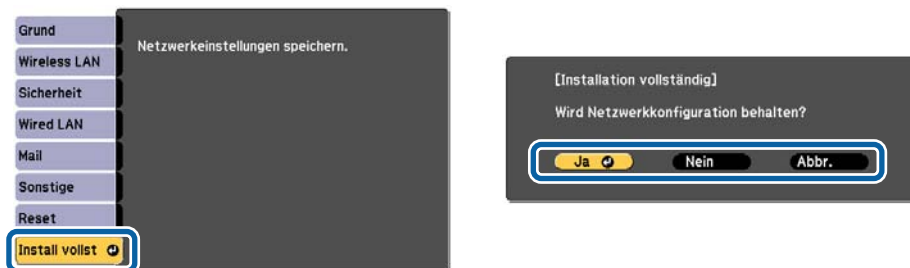 Grund
Wireless LAN
Sicherheit
Wired LAN
Mail
Sonstige
Reset
Install vollst
Netzwerkeinstellungen speichern.
[Installation vollständig]
Wird Netzwerkkonfiguration behalten?
Ja Nein Abbr.